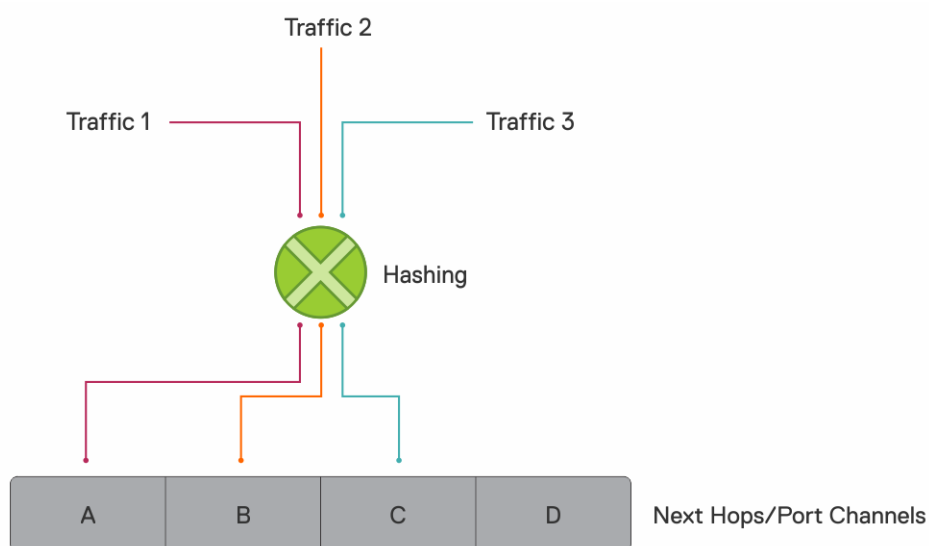 Traffic 2
Traffic 1
Traffic 3
Hashing
A
B
C
D
Next Hops/Port Channels